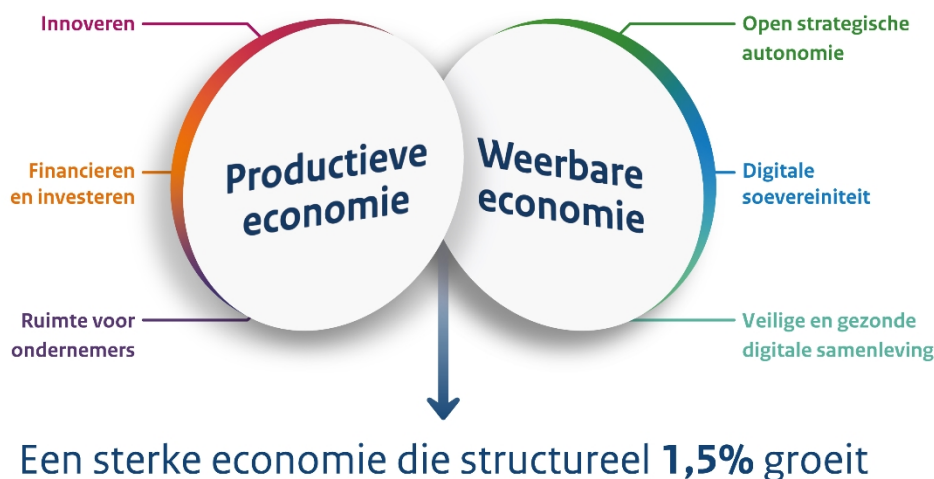 Innoveren
Financieren
en investeren
Ruimte voor
ondernemers
Productieve
economie
Weerbare
economie
Open strategische
autonomie
Digitale
soevereiniteit
Veilige en gezonde
digitale samenleving
Een sterke economie die structureel 1,5% groeit